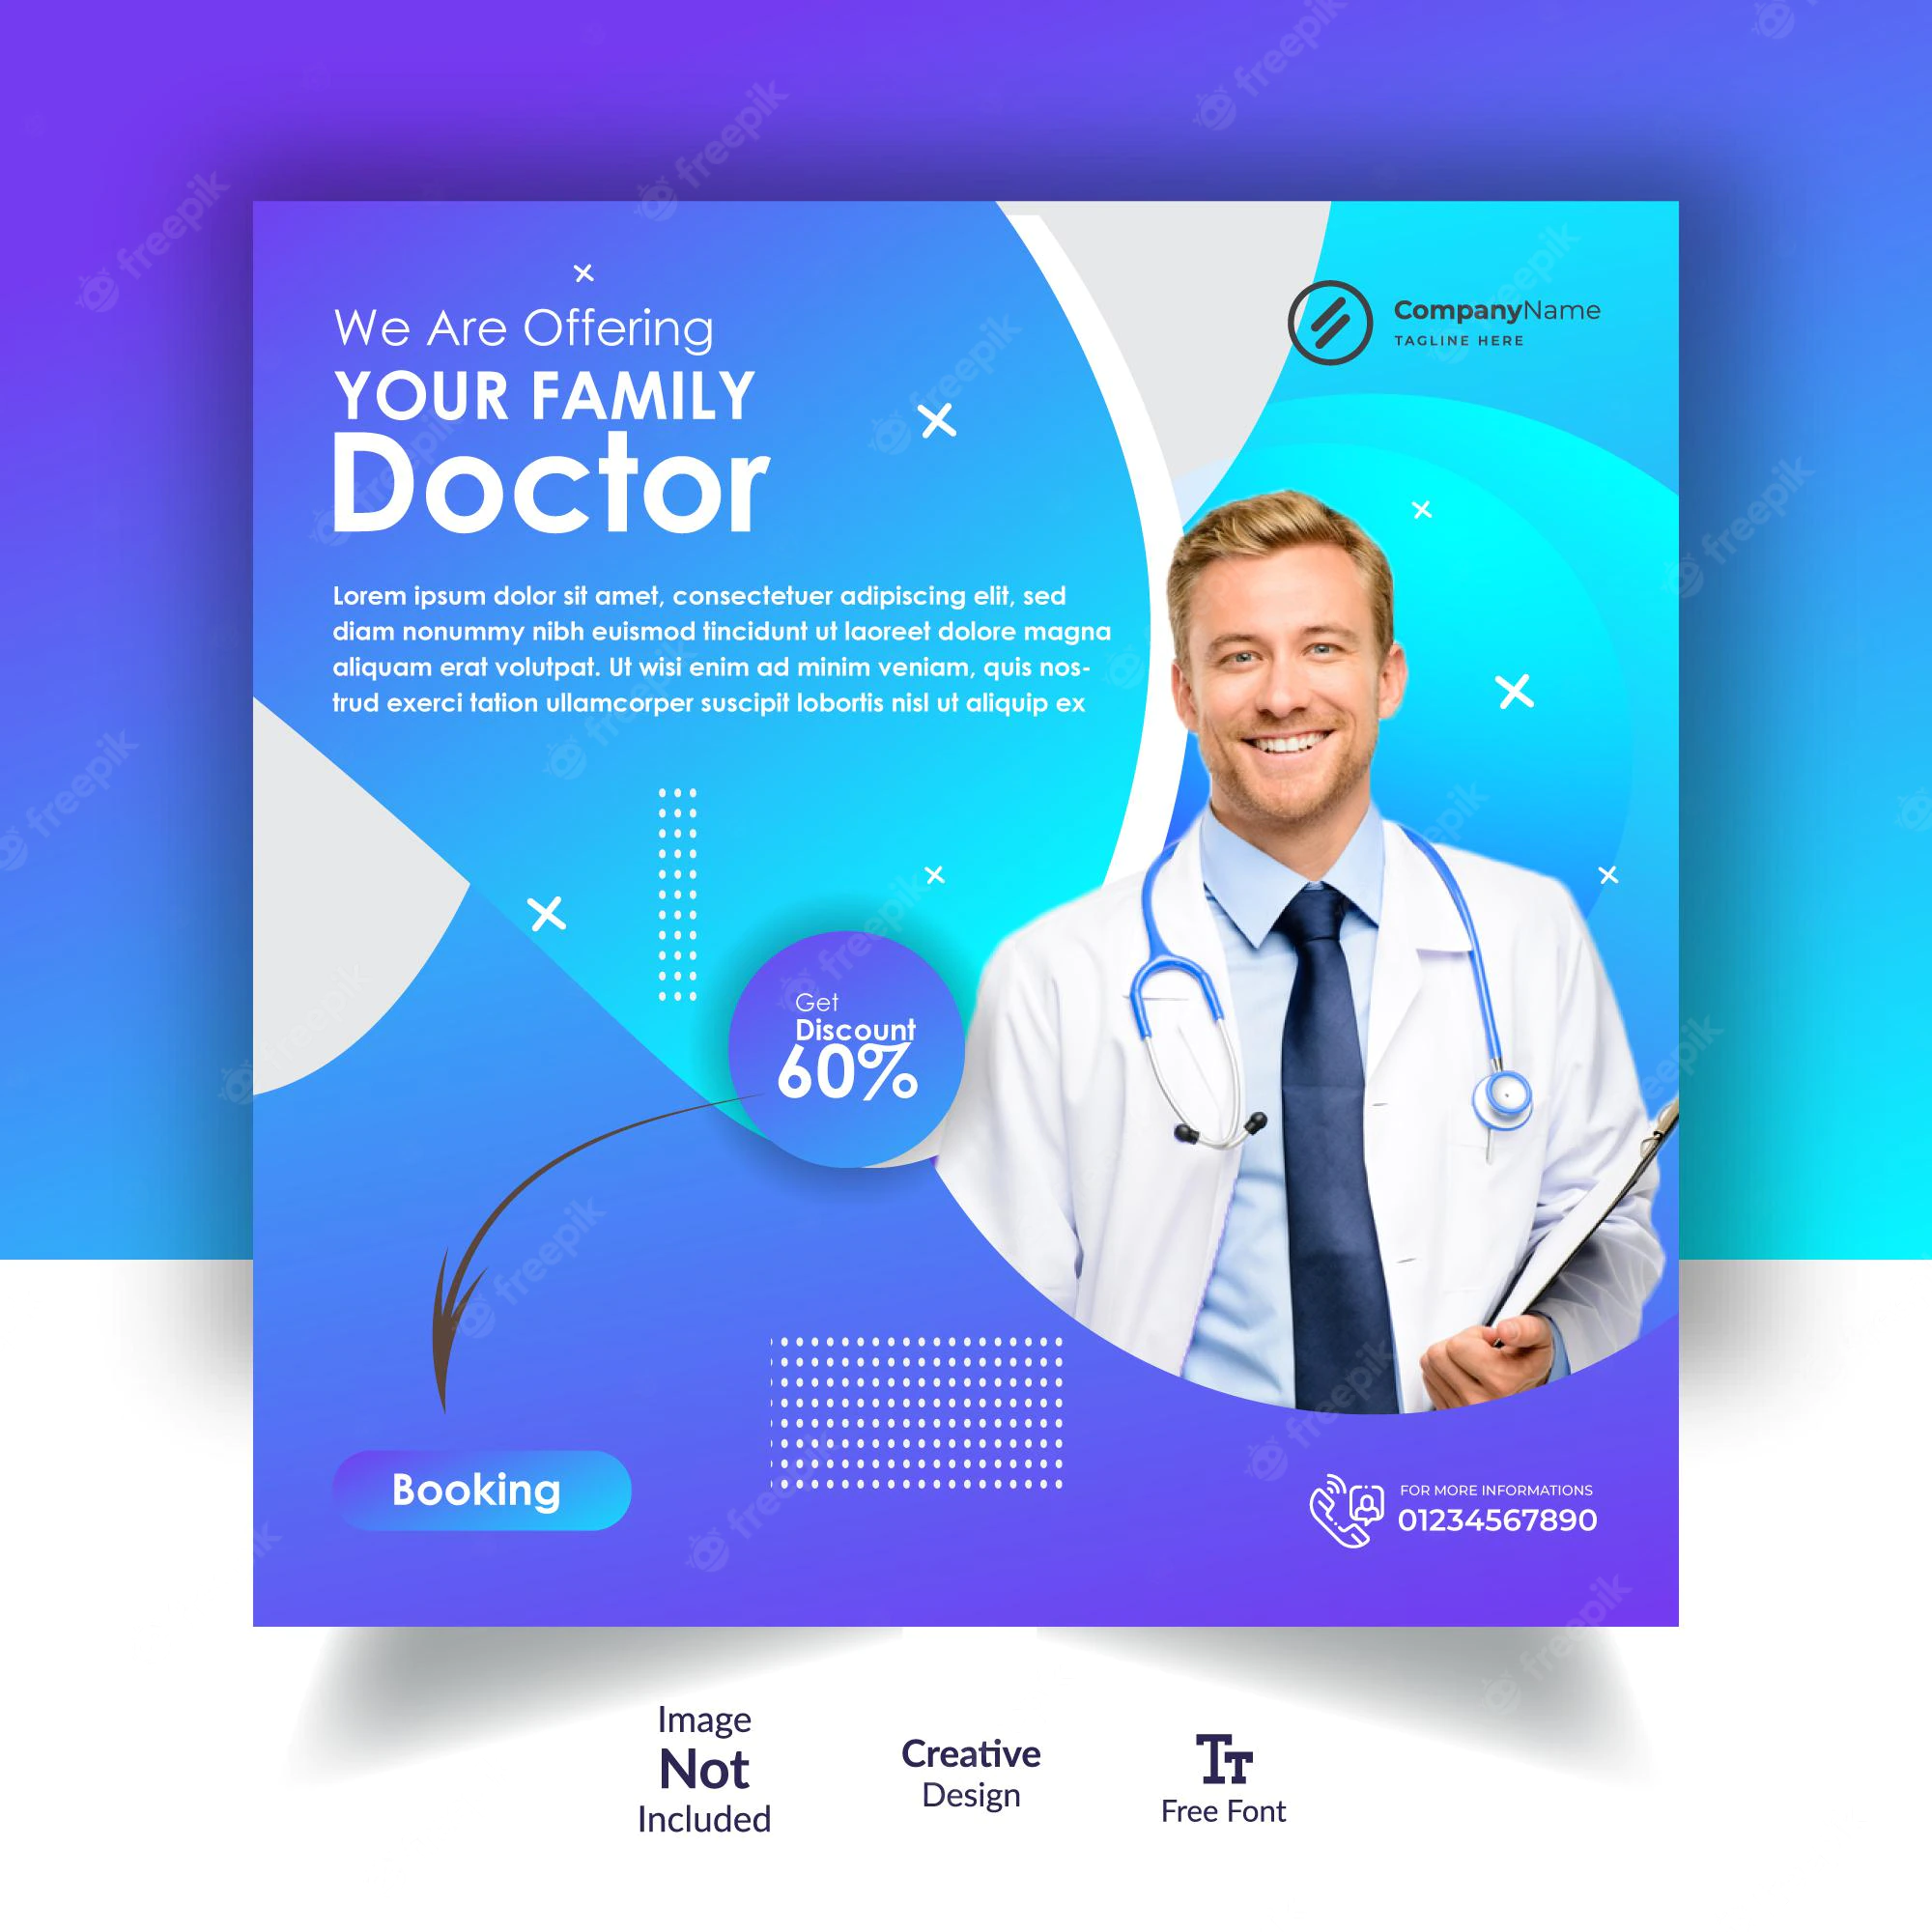 We Are Offering
YOUR FAMILY
Doctor
CompanyName
TAGLINE HERE
Lorem ipsum dolor sit amet, consectetuer adipiscing elit, sed
diam nonummy nibh euismod tincidunt ut laoreet dolore magna
aliquam erat volutpat. Ut wisi enim ad minim veniam, quis nos-
trud exerci tation ullamcorper suscipit lobortis nisl ut aliquip ex
Get
Discount
60%
Booking
FOR MORE INFORMATIONS
01234567890
Image
Not
Included
Creative
Design
TT
Free Font
freepik